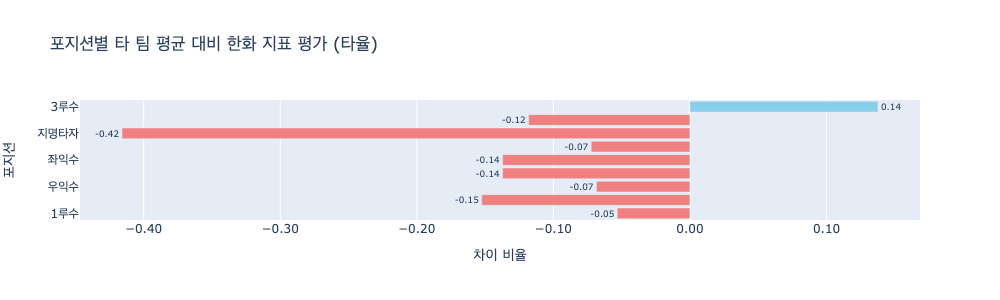 포지션별 타 팀 평균 대비 한화 지표 평가 (타율)
포지션
3루수
0.14
-0.12
지명타자
-0.42
-0.07
좌익수
-0.14
-0.14
우익수
-0.07
-0.15
1루수
-0.05
−0.40 −0.30 −0.20 −0.10 0.00 0.10
차이 비율